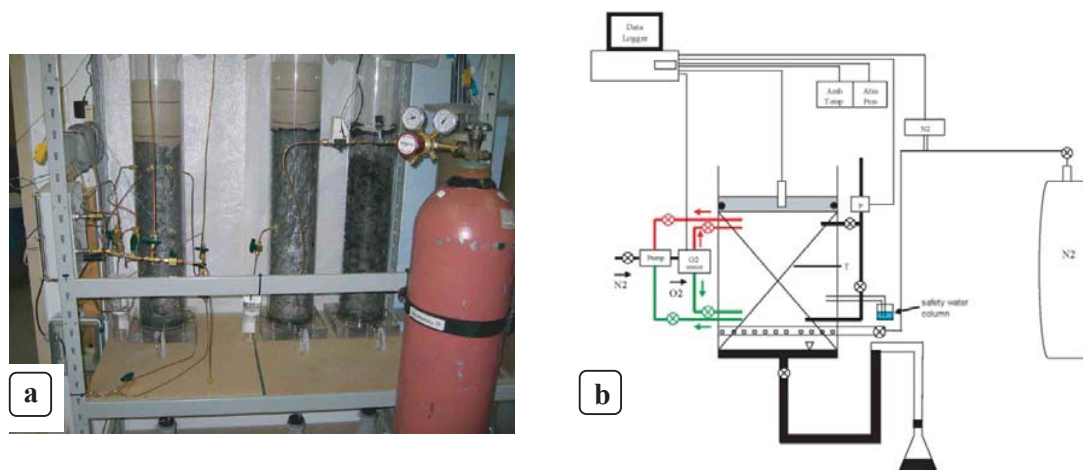 a
b
Data
Logger
Amb
Temp
Atm
Pres
N2
P
Pump
O2
sensor
N2
O2
T
safety water
column
N2